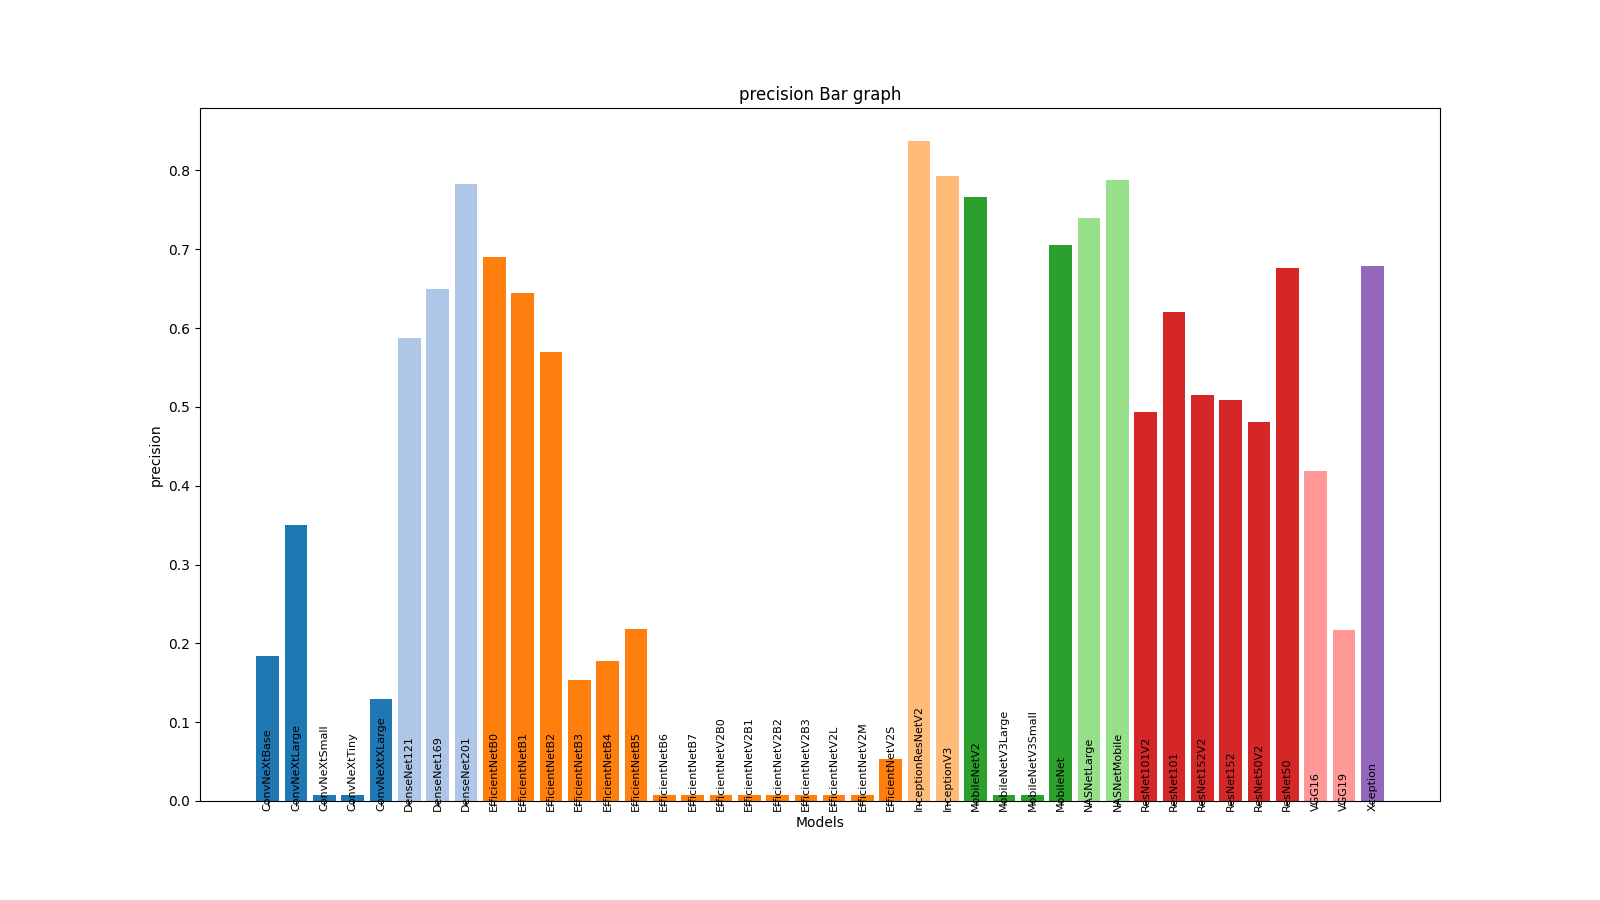 precision Bar graph
0.8
0.7
0.6
0.5
0.4
0.3
0.2
0.1
0.0
precision
ConvNeXtBase
ConvNeXtLarge
ConvNeXtSmall
ConvNeXtTiny
ConvNeXtXLarge
DenseNet121
DenseNet169
DenseNet201
EfficientNetB0
EfficientNetB1
EfficientNetB2
EfficientNetB3
EfficientNetB4
EfficientNetB5
EfficientNetB6
EfficientNetB7
EfficientNetV2B0
EfficientNetV2B1
EfficientNetV2B2
EfficientNetV2B3
EfficientNetV2L
EfficientNetV2M
EfficientNetV2S
InceptionResNetV2
InceptionV3
MobileNetV2
MobileNetV3Large
MobileNetV3Small
MobileNet
NASNetLarge
NASNetMobile
ResNet101V2
ResNet101
ResNet152V2
ResNet152
ResNet50V2
ResNet50
VGG16
VGG19
Xception
Models